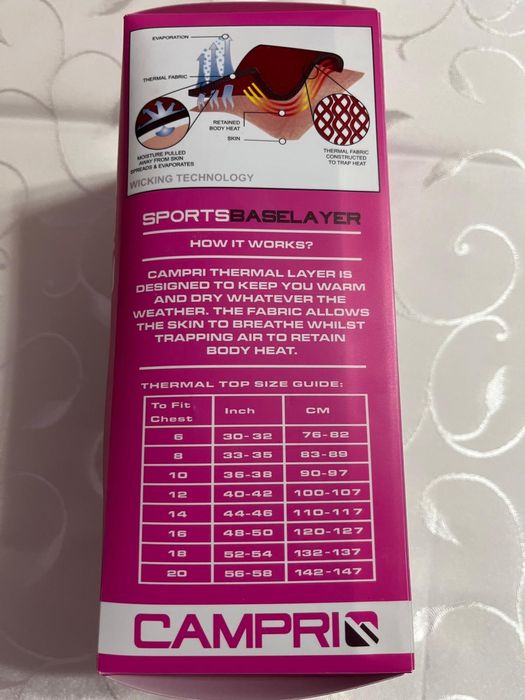 EVAPORATION
THERMAL FABRIC
RETAINED
BODY HEAT
SKIN
MOISTURE PULLED
AWAY FROM SKIN
SPREADS & EVAPORATES
THERMAL FABRIC
CONSTRUCTED
TO TRAP HEAT
WICKING TECHNOLOGY
SPORTSBASELAYER
HOW IT WORKS?
CAMPRI THERMAL LAYER IS
DESIGNED TO KEEP YOU WARM
AND DRY WHATEVER THE
WEATHER. THE FABRIC ALLOWS
THE SKIN TO BREATHE WHILST
TRAPPING AIR TO RETAIN
BODY HEAT.
THERMAL TOP SIZE GUIDE:
To Fit Chest Inch CM
6 30-32 76-82
8 33-35 83-89
10 36-38 90-97
12 40-42 100-107
14 44-46 110-117
16 48-50 120-127
18 52-54 132-137
20 56-58 142-147
CAMPRI